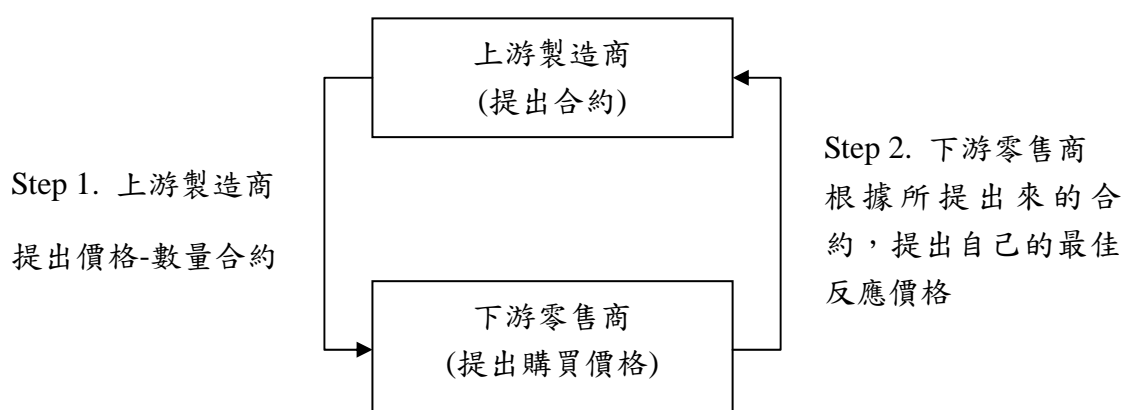 上游製造商
(提出合約)
Step 1. 上游製造商
提出價格-數量合約
Step 2. 下游零售商
根據所提出來的合
約，提出自己的最佳
反應價格
下游零售商
(提出購買價格)